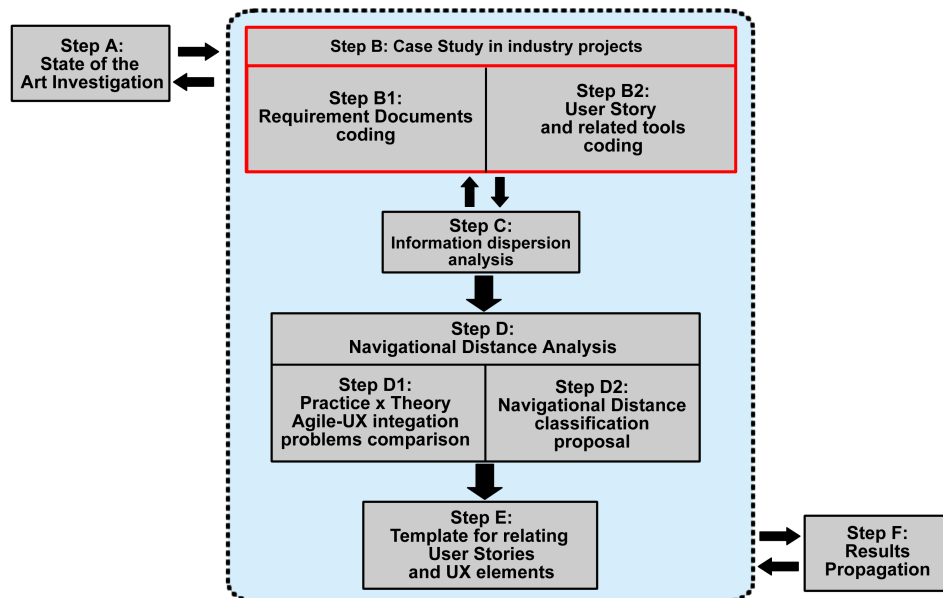 Step A:
State of the
Art Investigation
Step B: Case Study in industry projects
Step B1:
Requirement Documents
coding
Step B2:
User Story
and related tools
coding
Step C:
Information dispersion
analysis
Step D:
Navigational Distance Analysis
Step D1:
Practice x Theory
Agile-UX integation
problems comparison
Step D2:
Navigational Distance
classification
proposal
Step E:
Template for relating
User Stories
and UX elements
Step F:
Results
Propagation